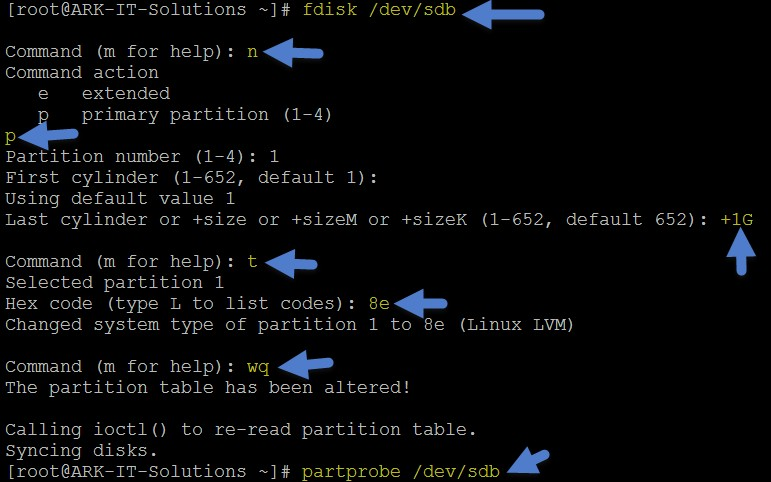 [root@ARK-IT-Solutions ~]# fdisk /dev/sdb
Command (m for help): n
Command action
e   extended
p   primary partition (1-4)
p
Partition number (1-4): 1
First cylinder (1-652, default 1):
Using default value 1
Last cylinder or +size or +sizeM or +sizeK (1-652, default 652): +1G
Command (m for help): t
Selected partition 1
Hex code (type L to list codes): 8e
Changed system type of partition 1 to 8e (Linux LVM)
Command (m for help): wq
The partition table has been altered!
Calling ioctl() to re-read partition table.
Syncing disks.
[root@ARK-IT-Solutions ~]# partprobe /dev/sdb